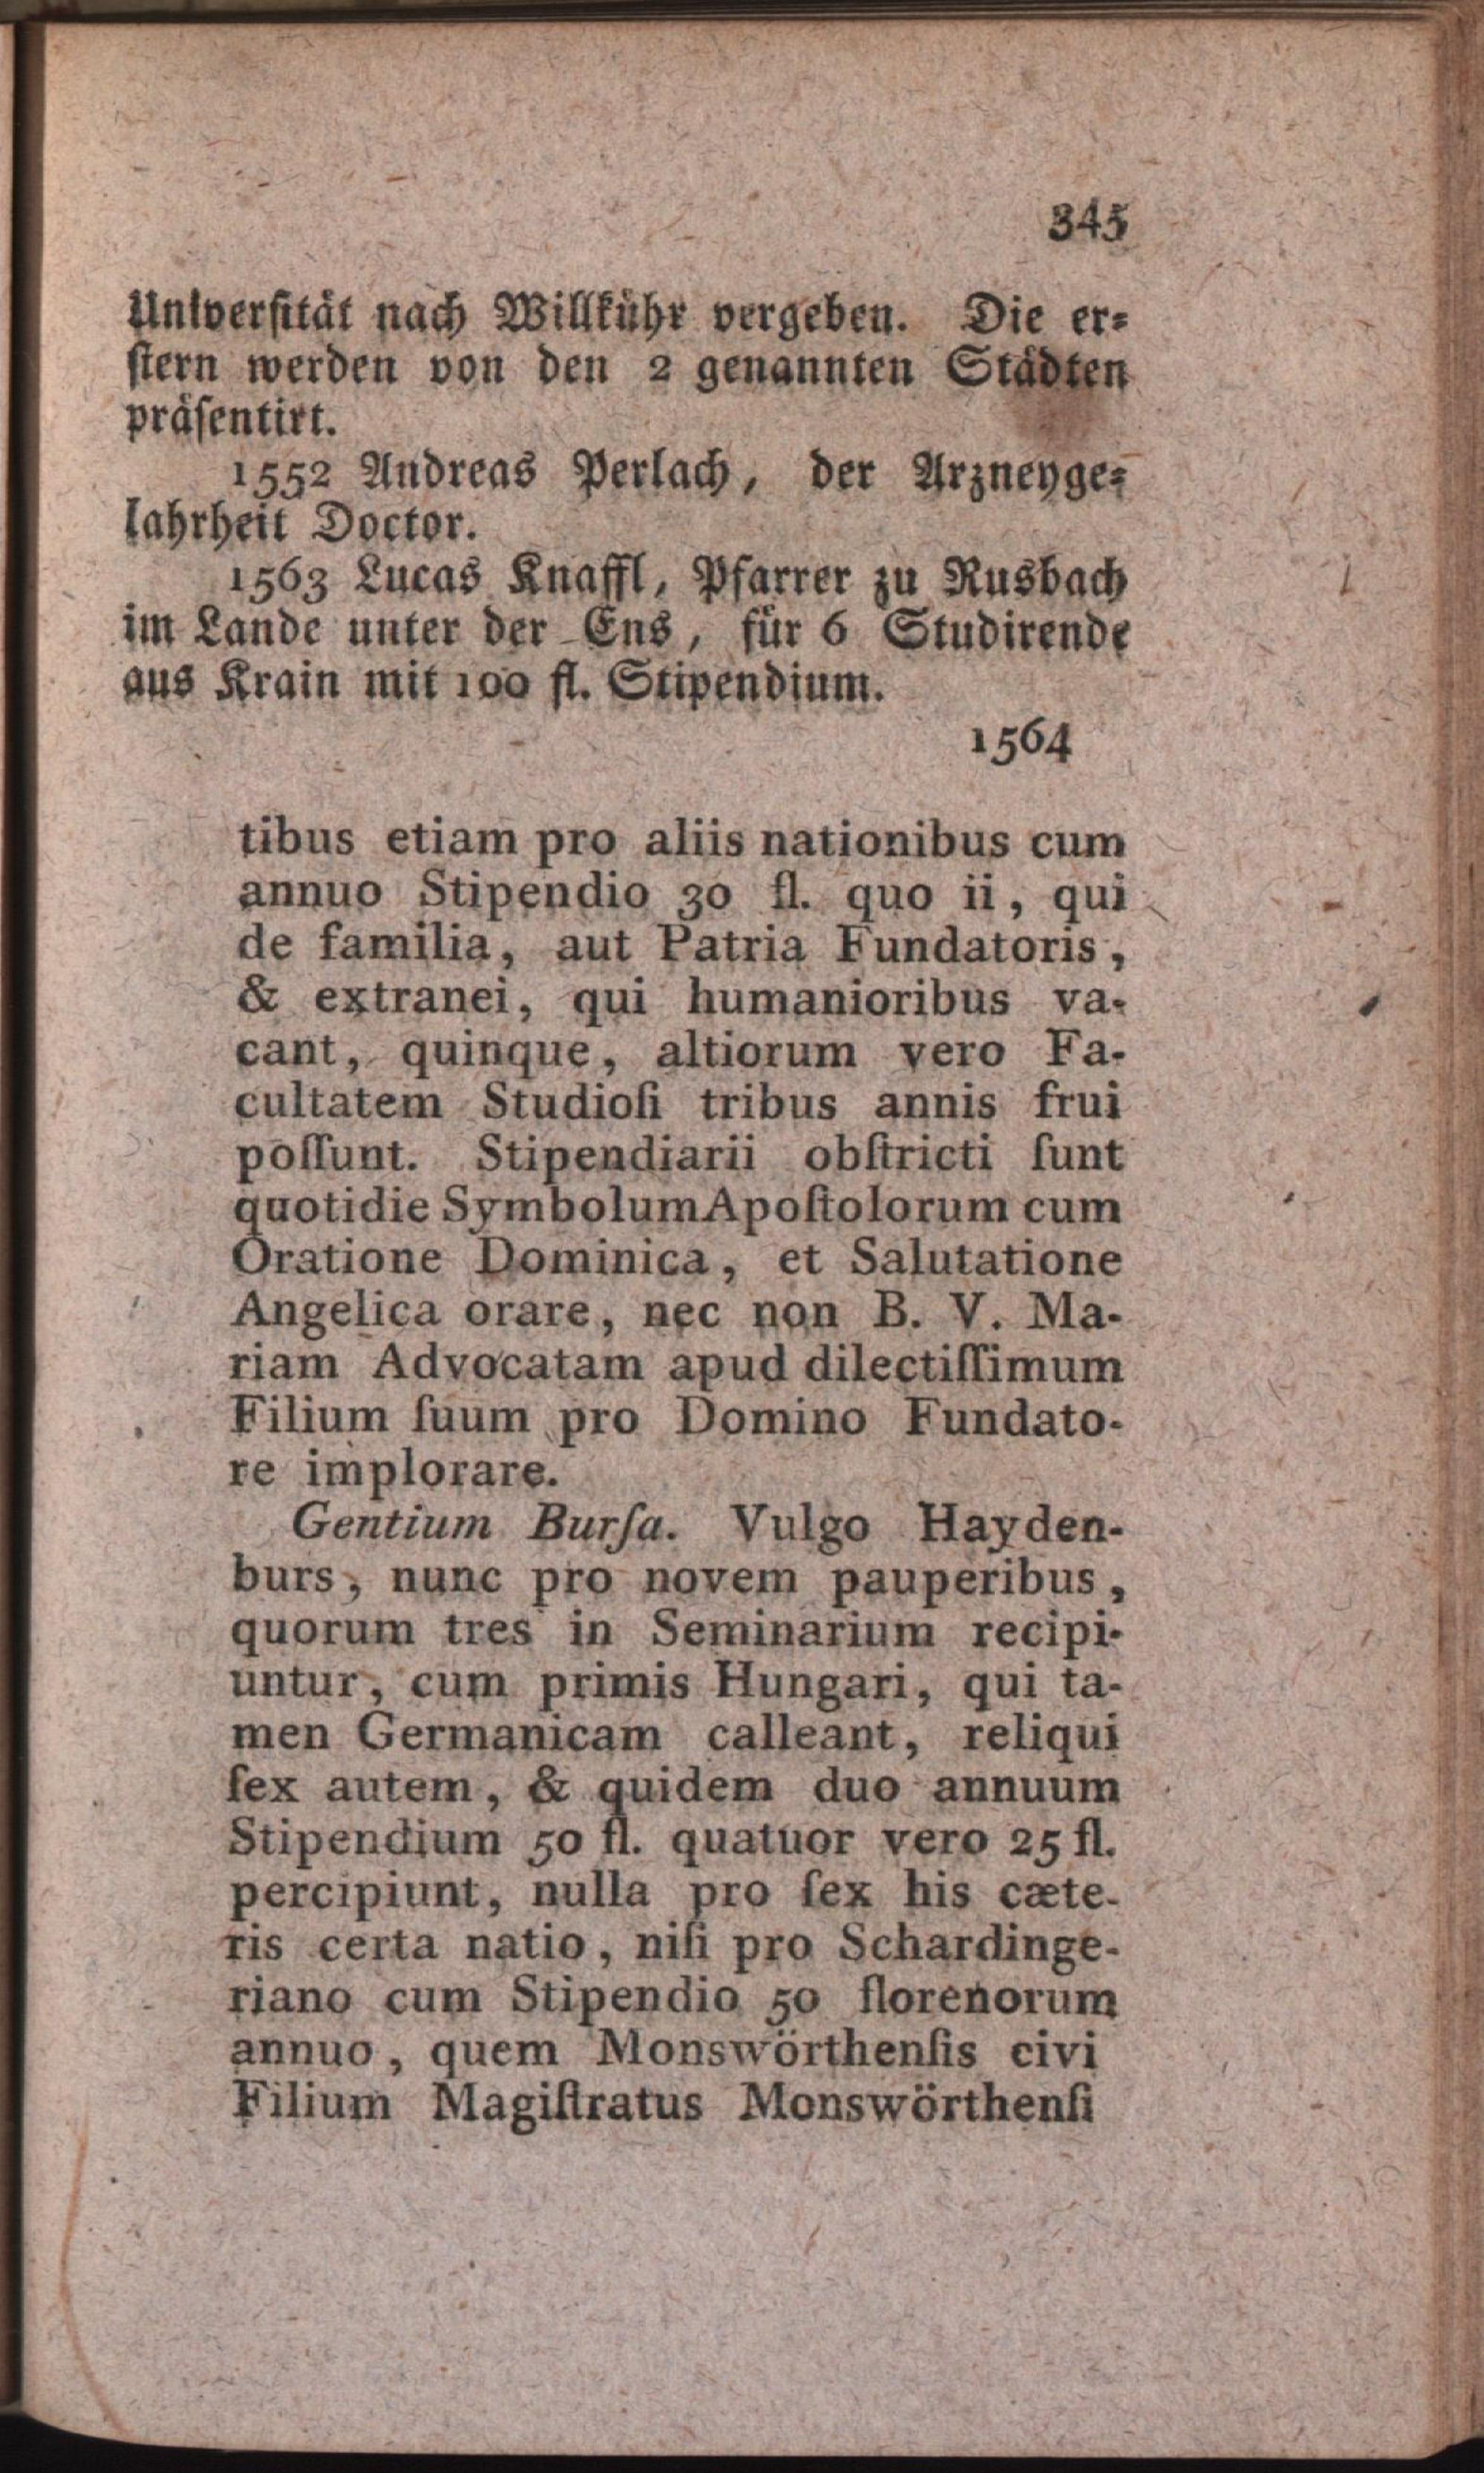 345
Universität nach Willkühr vergeben. Die er⸗
stern werden von den 2 genannten Städten
präsentirt.
1552 Andreas Perlach, der Arzneyge⸗
lahrheit Doctor.
1563 Lucas Knaffl, Pfarrer zu Rusbach
im Lande unter der Ens, für 6 Studirende
aus Krain mit 100 fl. Stipendium.
1564
tibus etiam pro aliis nationibus cum
annuo Stipendio 30 fl. quo ii, qui
de familia, aut Patria Fundatoris,
& extranei, qui humanioribus va-
cant, quinque, altiorum vero Fa-
cultatem Studioſi tribus annis frui
poſſunt. Stipendiarii obſtricti ſunt
quotidie Symbolum Apoſtolorum cum
Oratione Dominica, et Salutatione
Angelica orare, nec non B. V. Ma-
riam Advocatam apud dilectiſſimum
Filium ſuum pro Domino Fundato-
re implorare.
Gentium Burſa. Vulgo Hayden-
burs, nunc pro novem pauperibus,
quorum tres in Seminarium recipi-
untur, cum primis Hungari, qui ta-
men Germanicam calleant, reliqui
ſex autem, & quidem duo annuum
Stipendium 50 fl. quatuor vero 25 fl.
percipiunt, nulla pro ſex his cæte-
ris certa natio, niſi pro Schardinge-
riano cum Stipendio 50 florenorum
annuo, quem Monswörthenſis civi
Filium Magiſtratus Monswörthenſi